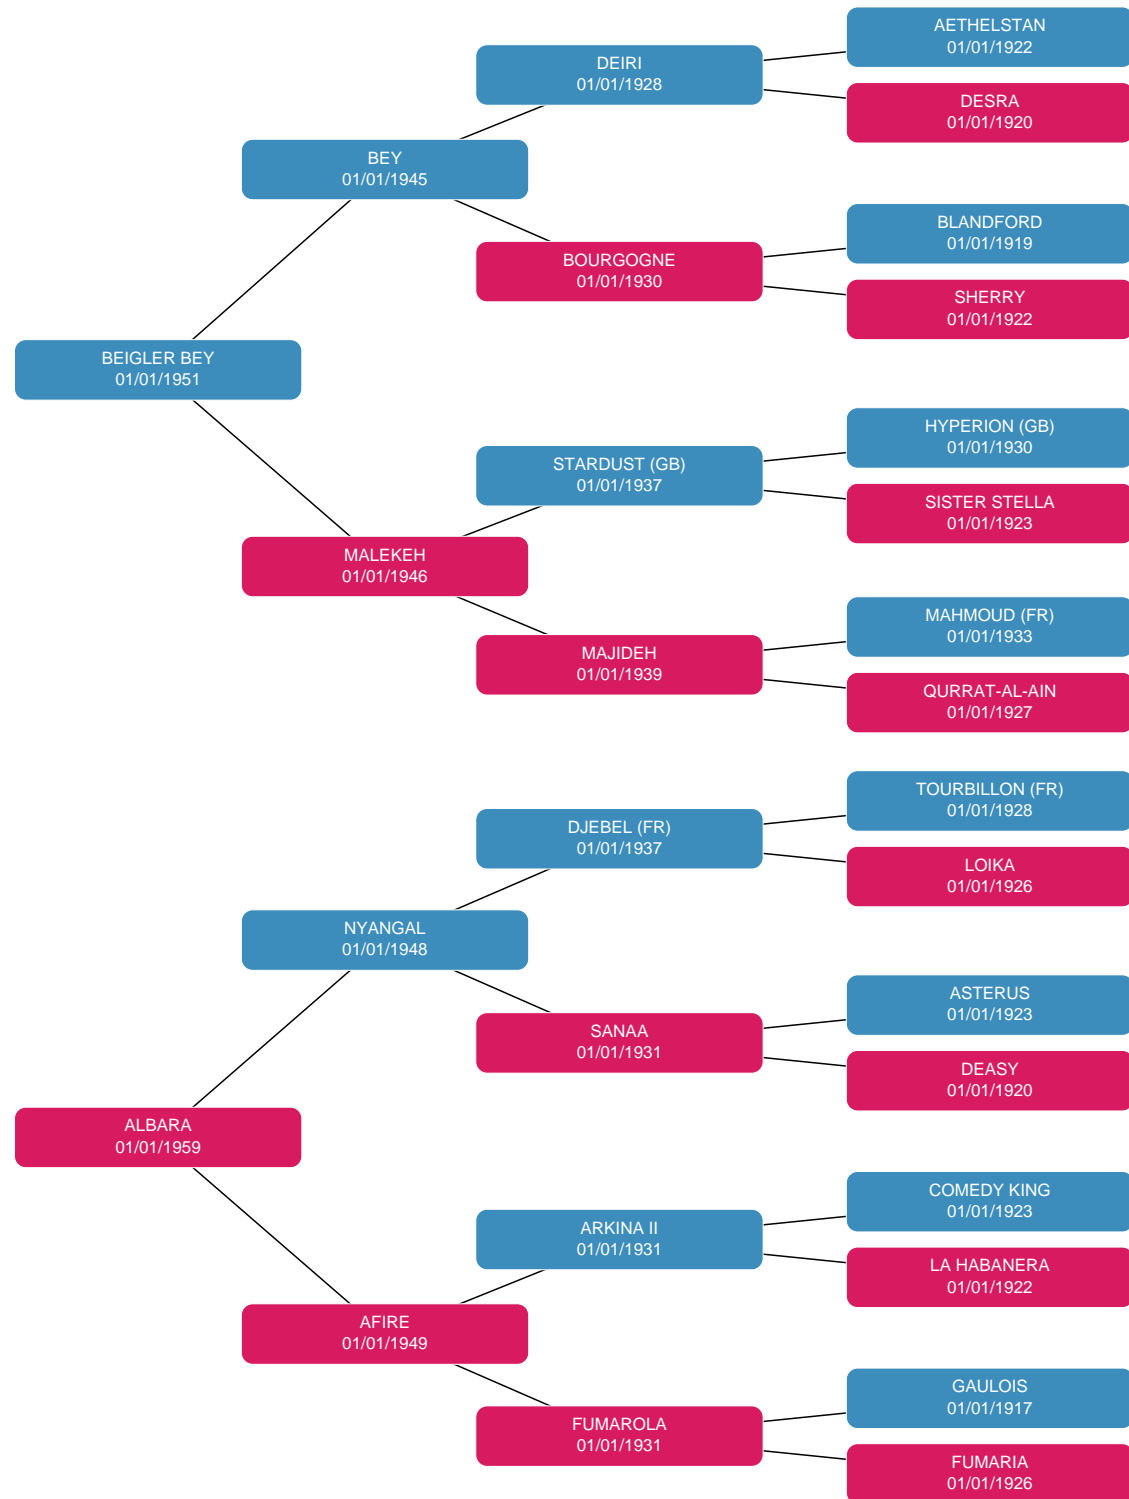 AETHELSTAN
01/01/1922
DEIRI
01/01/1928
DESRA
01/01/1920
BEY
01/01/1945
BLANDFORD
01/01/1919
BOURGOGNE
01/01/1930
SHERRY
01/01/1922
BEIGLER BEY
01/01/1951
HYPERION (GB)
01/01/1930
STARDUST (GB)
01/01/1937
SISTER STELLA
01/01/1923
MALEKEH
01/01/1946
MAHMOUD (FR)
01/01/1933
MAJIDEH
01/01/1939
QURRAT-AL-AIN
01/01/1927
TOURBILLON (FR)
01/01/1928
DJEBEL (FR)
01/01/1937
LOIKA
01/01/1926
NYANGAL
01/01/1948
ASTERUS
01/01/1923
SANAA
01/01/1931
DEASY
01/01/1920
ALBARA
01/01/1959
COMEDY KING
01/01/1923
ARKINA II
01/01/1931
LA HABANERA
01/01/1922
AFIRE
01/01/1949
GAULOIS
01/01/1917
FUMAROLA
01/01/1931
FUMARIA
01/01/1926